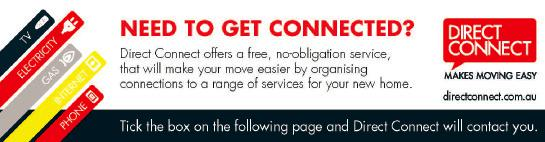 TV
ELECTRICITY
GAS
INTERNET
PHONE
NEED TO GET CONNECTED?
Direct Connect offers a free, no-obligation service,
that will make your move easier by organising
connections to a range of services for your new home.
DIRECT
CONNECT
MAKES MOVING EASY
directconnect.com.au
Tick the box on the following page and Direct Connect will contact you.